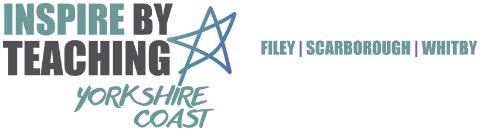 INSPIRE BY
TEACHING
YORKSHIRE
COAST
FILEY | SCARBOROUGH | WHITBY